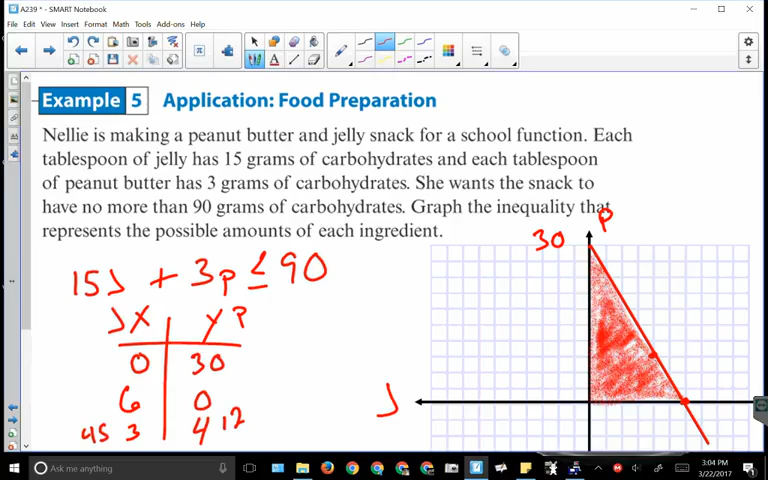 A239 * - SMART Notebook
File Edit View Insert Format Math Tools Add-ons Help
Example 5 Application: Food Preparation
Nellie is making a peanut butter and jelly snack for a school function. Each
tablespoon of jelly has 15 grams of carbohydrates and each tablespoon
of peanut butter has 3 grams of carbohydrates. She wants the snack to
have no more than 90 grams of carbohydrates. Graph the inequality that
represents the possible amounts of each ingredient.
P
30
15J + 3p ≤ 90
J X Y P
0 30
6 0
45 3 4 12
J
Ask me anything
3:04 PM
3/22/2017